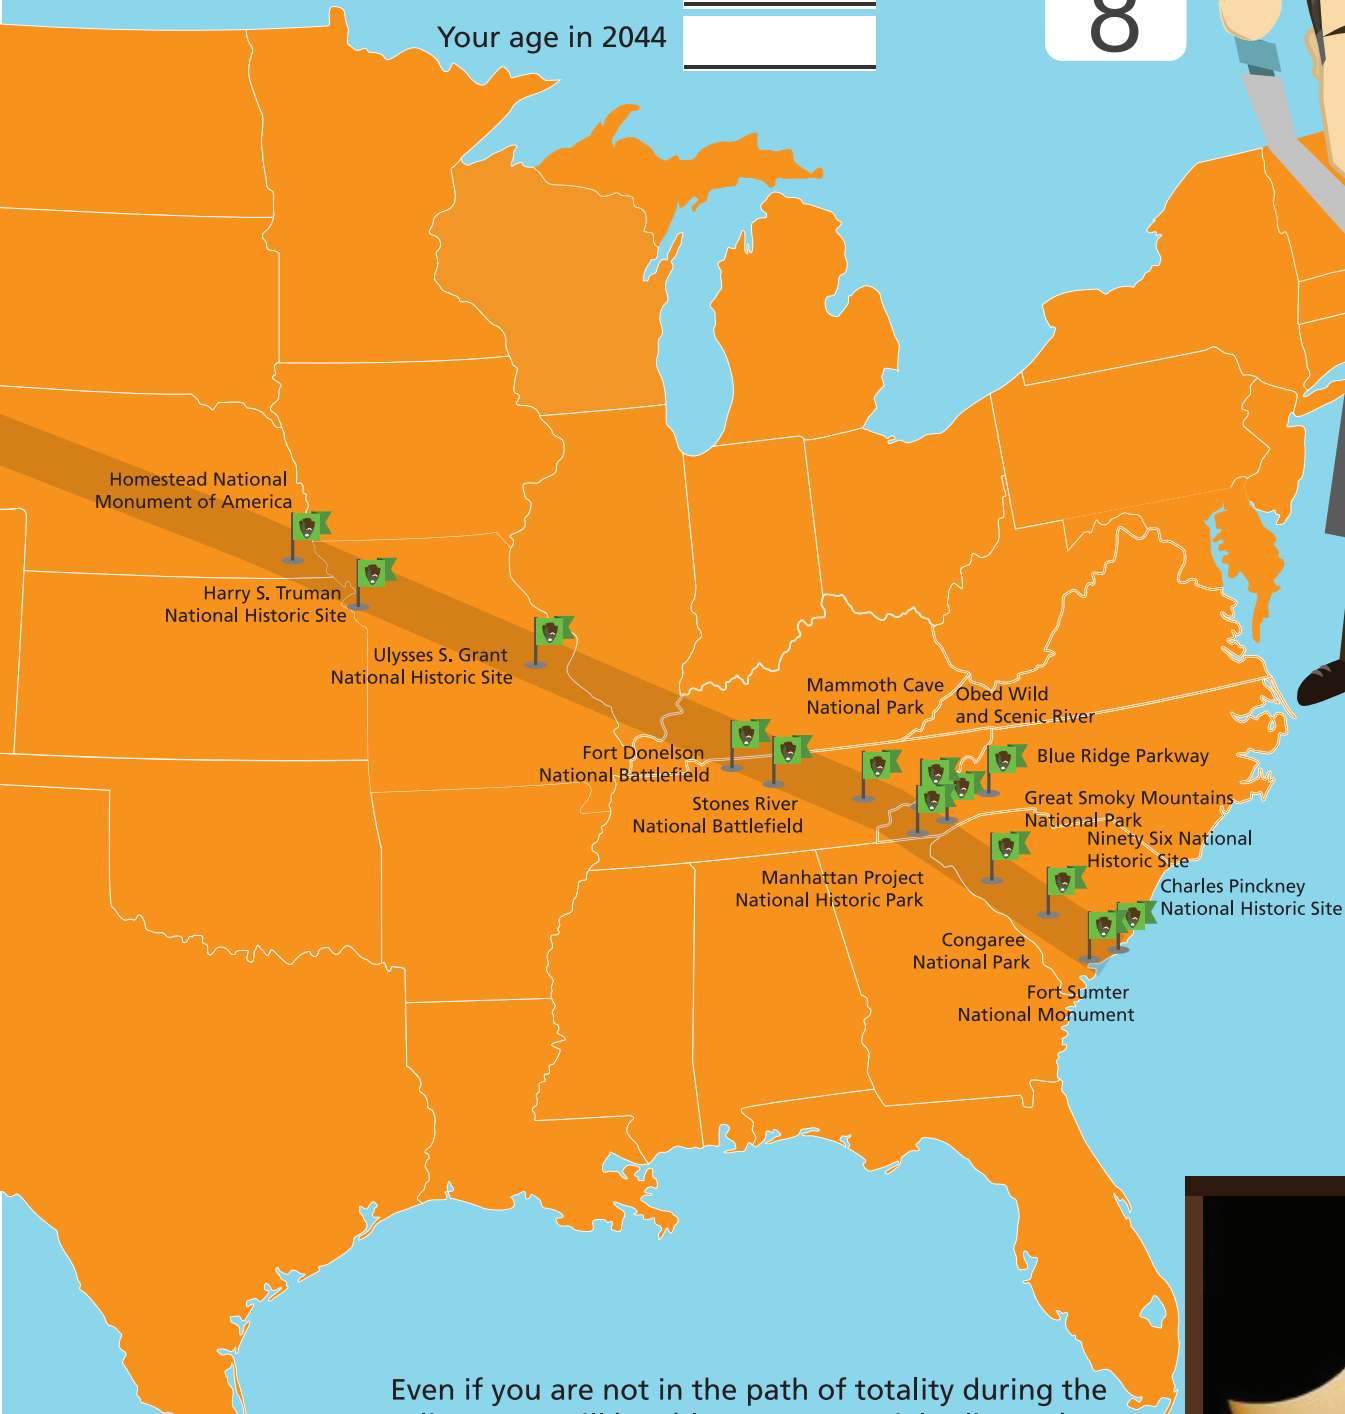 Your age in 2044
8
Homestead National
Monument of America
Harry S. Truman
National Historic Site
Ulysses S. Grant
National Historic Site
Mammoth Cave
National Park
Obed Wild
and Scenic River
Fort Donelson
National Battlefield
Blue Ridge Parkway
Stones River
National Battlefield
Great Smoky Mountains
National Park
Ninety Six National
Historic Site
Manhattan Project
National Historic Park
Charles Pinckney
National Historic Site
Congaree
National Park
Fort Sumter
National Monument
Even if you are not in the path of totality during the